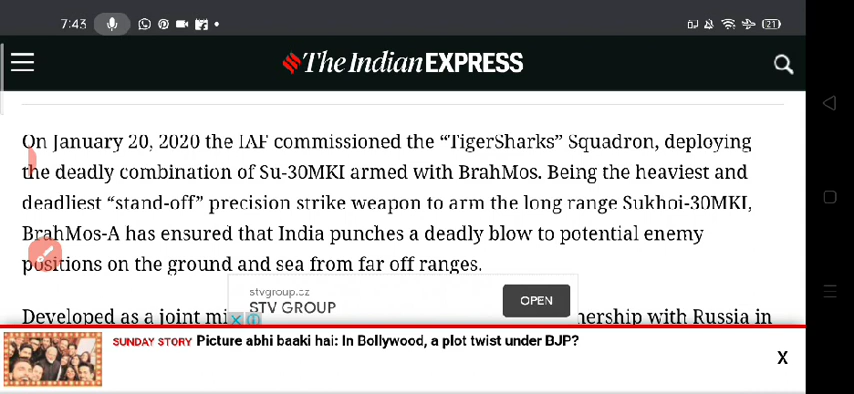 7:43
21
The Indian EXPRESS
On January 20, 2020 the IAF commissioned the “TigerSharks” Squadron, deploying
the deadly combination of Su-30MKI armed with BrahMos. Being the heaviest and
deadliest “stand-off” precision strike weapon to arm the long range Sukhoi-30MKI,
BrahMos-A has ensured that India punches a deadly blow to potential enemy
positions on the ground and sea from far off ranges.
stvgroup.cz
STV GROUP
OPEN
Developed as a joint mi nership with Russia in
SUNDAY STORY Picture abhi baaki hai: In Bollywood, a plot twist under BJP?
X